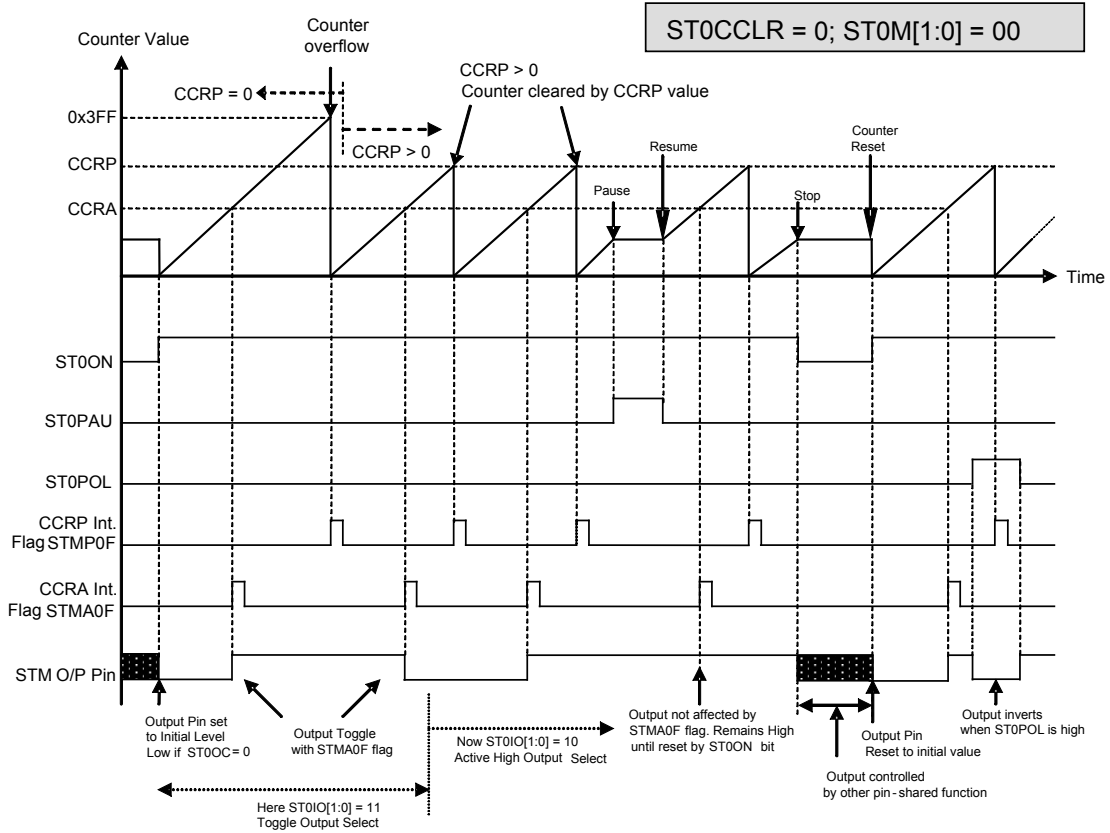 ST0CCLR = 0; ST0M[1:0] = 00
Counter Value
Counter
overflow
CCRP = 0
CCRP > 0
CCRP > 0
Counter cleared by CCRP value
0x3FF
CCRP
CCRA
Pause
Resume
Stop
Counter
Reset
Time
ST0ON
ST0PAU
ST0POL
CCRP Int.
Flag STMP0F
CCRA Int.
Flag STMA0F
STM O/P Pin
Output Pin set
to Initial Level
Low if ST0OC = 0
Output Toggle
with STMA0F flag
Now ST0IO[1:0] = 10
Active High Output Select
Output not affected by
STMA0F flag. Remains High
until reset by ST0ON bit
Output Pin
Reset to initial value
Output inverts
when ST0POL is high
Output controlled
by other pin-shared function
Here ST0IO[1:0] = 11
Toggle Output Select